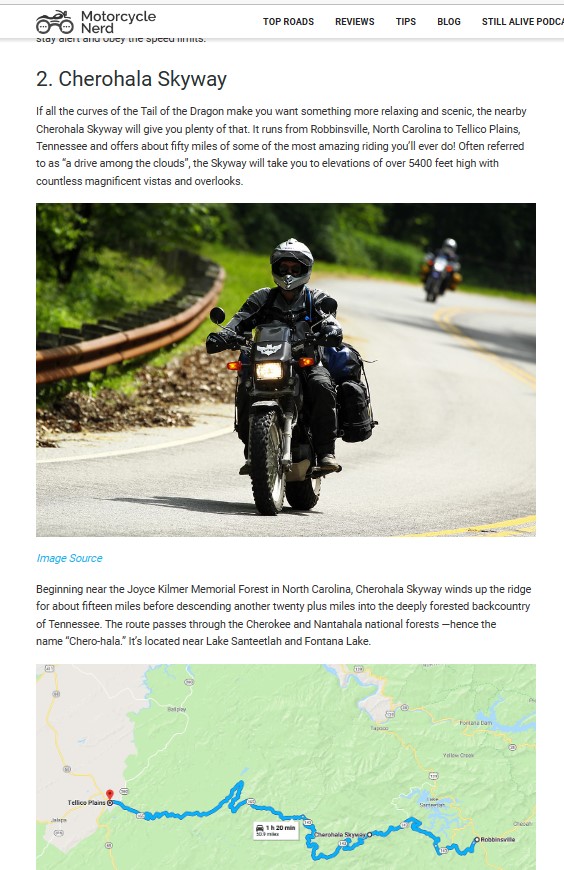 Motorcycle
Nerd
TOP ROADS REVIEWS TIPS BLOG STILL ALIVE PODCA
stay alert and obey the speed limits.
2. Cherohala Skyway
If all the curves of the Tail of the Dragon make you want something more relaxing and scenic, the nearby
Cherohala Skyway will give you plenty of that. It runs from Robbinsville, North Carolina to Tellico Plains,
Tennessee and offers about fifty miles of some of the most amazing riding you’ll ever do! Often referred
to as “a drive among the clouds”, the Skyway will take you to elevations of over 5400 feet high with
countless magnificent vistas and overlooks.
Image Source
Beginning near the Joyce Kilmer Memorial Forest in North Carolina, Cherohala Skyway winds up the ridge
for about fifteen miles before descending another twenty plus miles into the deeply forested backcountry
of Tennessee. The route passes through the Cherokee and Nantahala national forests —hence the
name “Chero-hala.” It’s located near Lake Santeetlah and Fontana Lake.
Tapoco
Fontana Dam
Yellow Creek
Lake
Santeetlah
Tellico Plains
Jalapa
1 h 20 min
Cherohala Skyway
Robbinsville